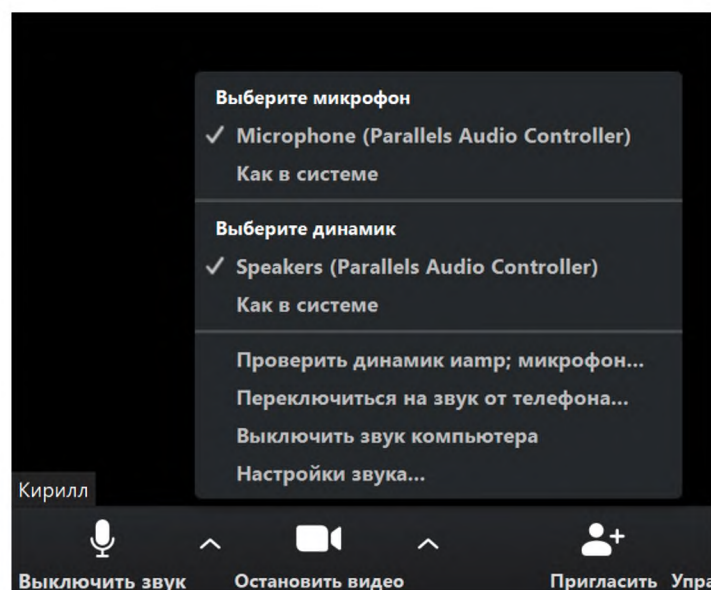 Выберите микрофон
Microphone (Parallels Audio Controller)
Как в системе
Выберите динамик
Speakers (Parallels Audio Controller)
Как в системе
Проверить динамик иamp; микрофон...
Переключиться на звук от телефона...
Выключить звук компьютера
Настройки звука...
Кирилл
Выключить звук Остановить видео Пригласить Упра